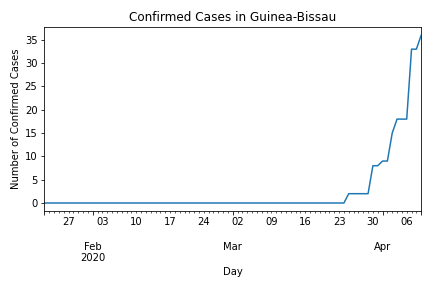 Confirmed Cases in Guinea-Bissau
Number of Confirmed Cases
35
30
25
20
15
10
5
0
27 03 10 17 24 02 09 16 23 30 06
Feb Mar Apr
2020
Day